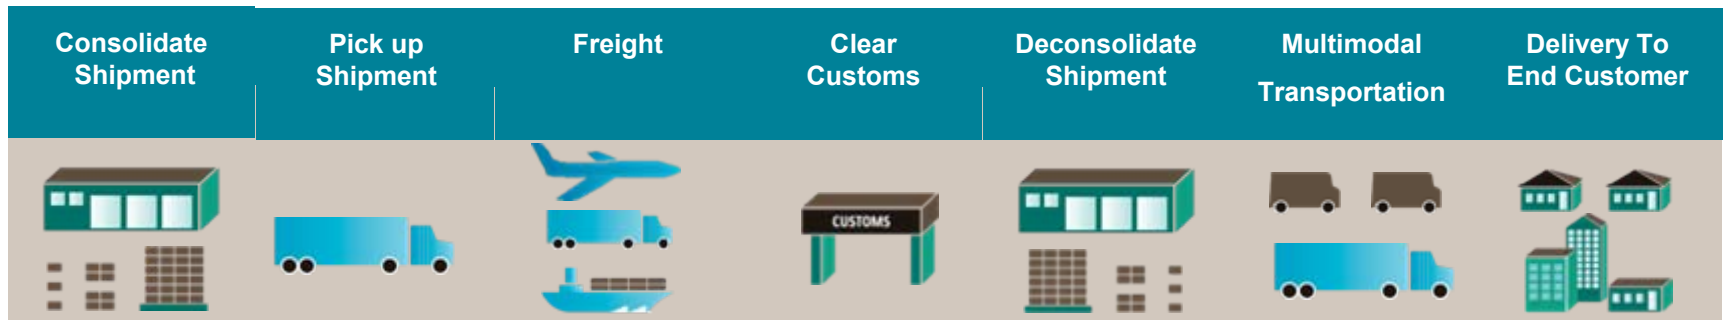 Consolidate
Shipment
Pick up
Shipment
Freight
Clear
Customs
Deconsolidate
Shipment
Multimodal
Transportation
Delivery To
End Customer
CUSTOMS